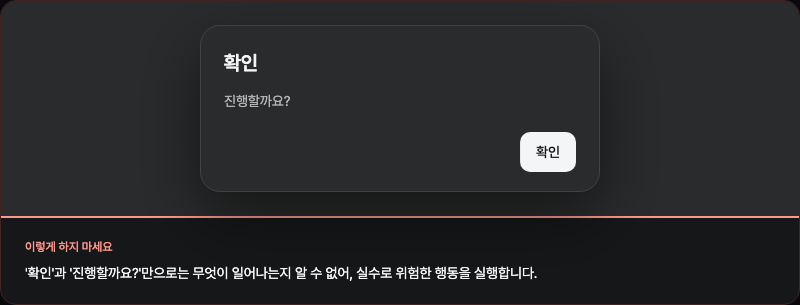 확인
진행할까요?
확인
이렇게 하지 마세요
'확인'과 '진행할까요?'만으로는 무엇이 일어나는지 알 수 없어, 실수로 위험한 행동을 실행합니다.